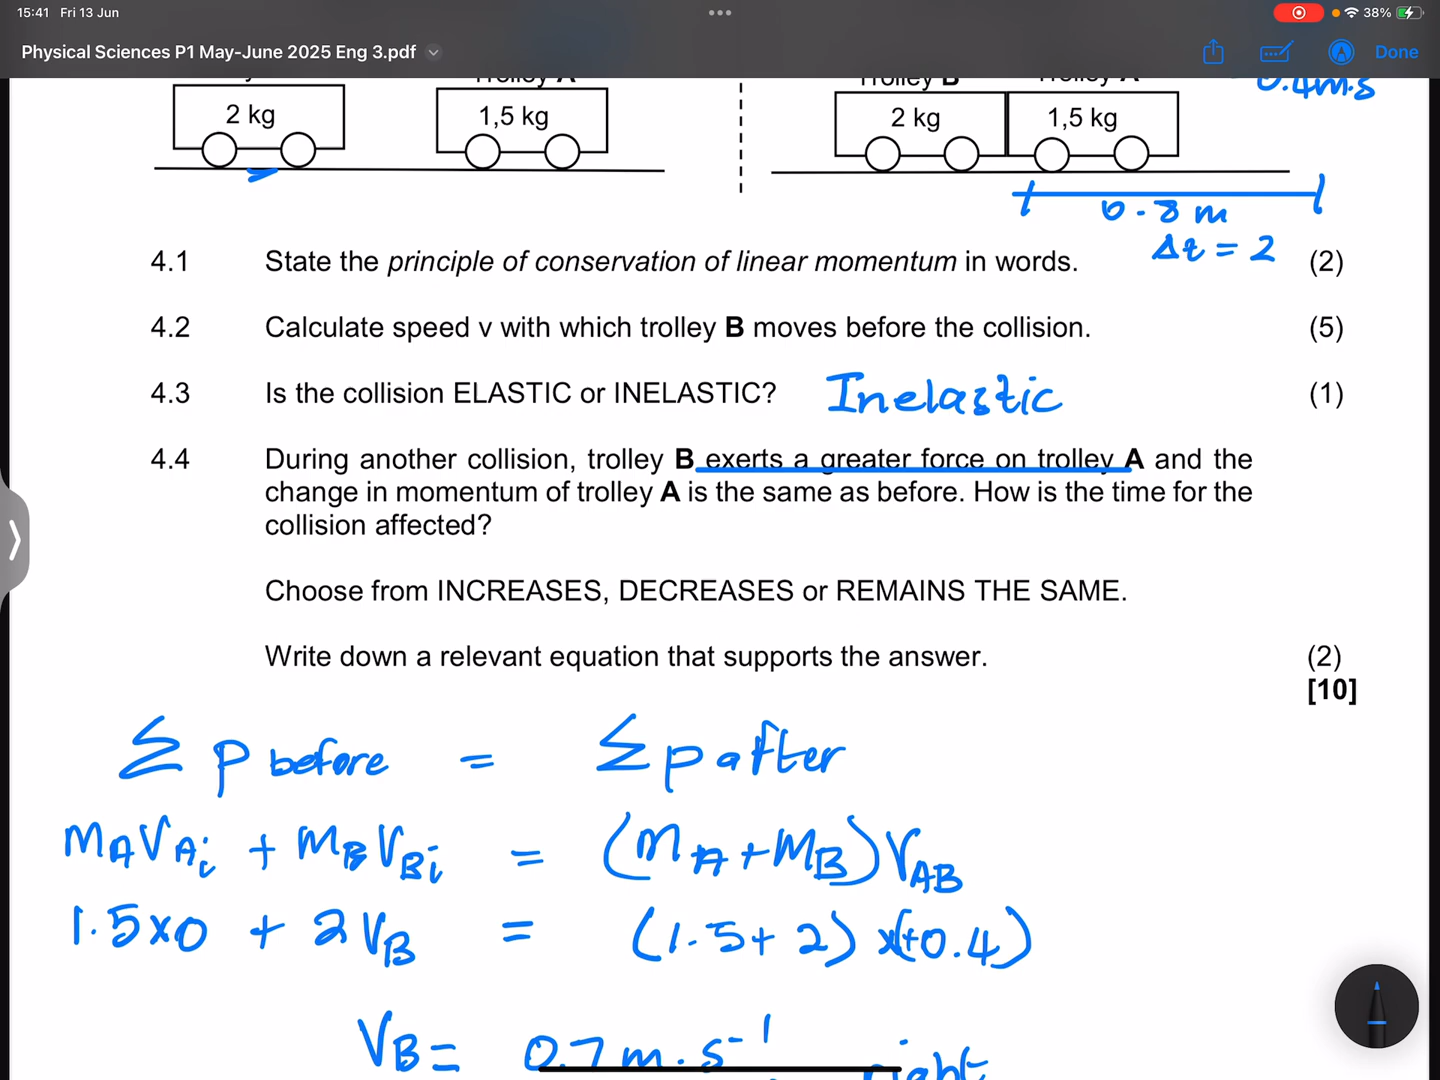 15:41 Fri 13 Jun
38%
Physical Sciences P1 May-June 2025 Eng 3.pdf
Done
Trolley A
Trolley B
Trolley A
0.4m.s
2 kg
1,5 kg
2 kg
1,5 kg
0.8 m
Δt = 2
4.1 State the principle of conservation of linear momentum in words. (2)
4.2 Calculate speed v with which trolley B moves before the collision. (5)
4.3 Is the collision ELASTIC or INELASTIC? Inelastic (1)
4.4 During another collision, trolley B exerts a greater force on trolley A and the
change in momentum of trolley A is the same as before. How is the time for the
collision affected?
Choose from INCREASES, DECREASES or REMAINS THE SAME.
Write down a relevant equation that supports the answer. (2)
[10]
Σ p before = Σ p after
mAVAi + MBVBi = (mA + MB)VAB
1.5x0 + 2VB = (1.5 + 2) x(+0.4)
VB = 0.7 m.s⁻¹ right